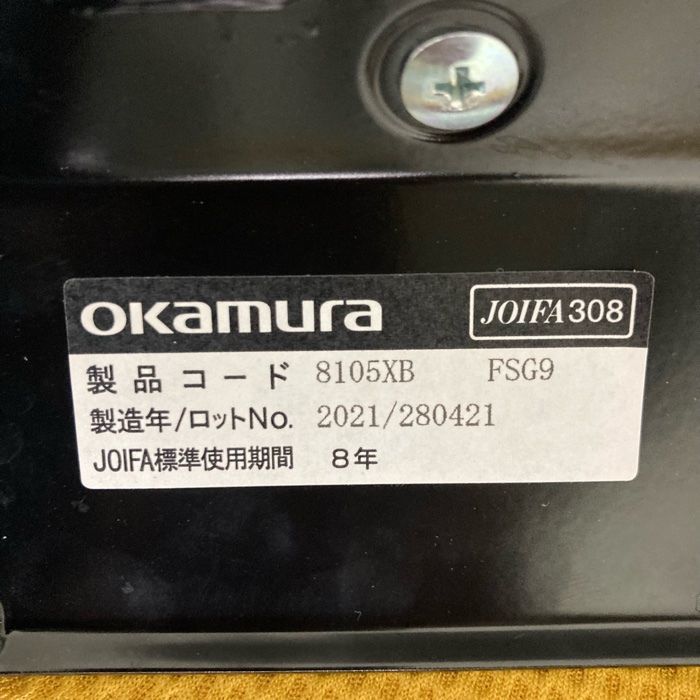 okamura
JOIFA308
製品コード 8105XB FSG9
製造年/ロットNo. 2021/280421
JOIFA標準使用期間 8年